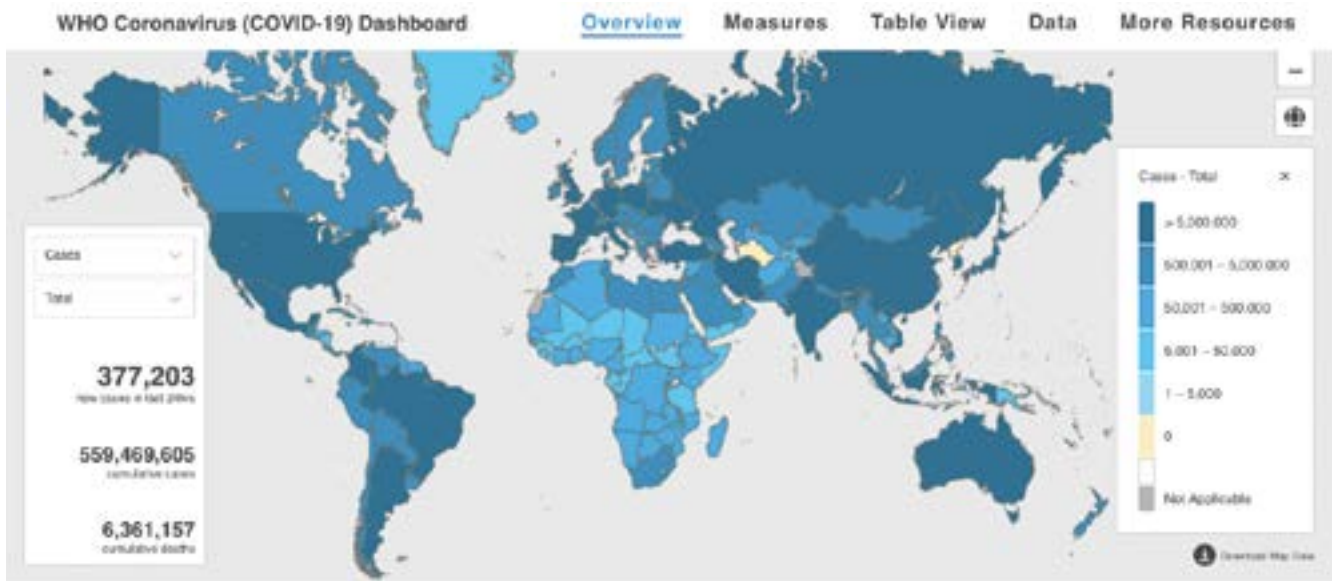 WHO Coronavirus (COVID-19) Dashboard
Overview Measures Table View Data More Resources
Cases
Total
377,203
new cases in last 24hrs
559,469,605
cumulative cases
6,361,157
cumulative deaths
Cases - Total ×
> 5,000,000
500,001 – 5,000,000
50,001 – 500,000
5,001 – 50,000
1 – 5,000
0
Not Applicable
Download Map Data